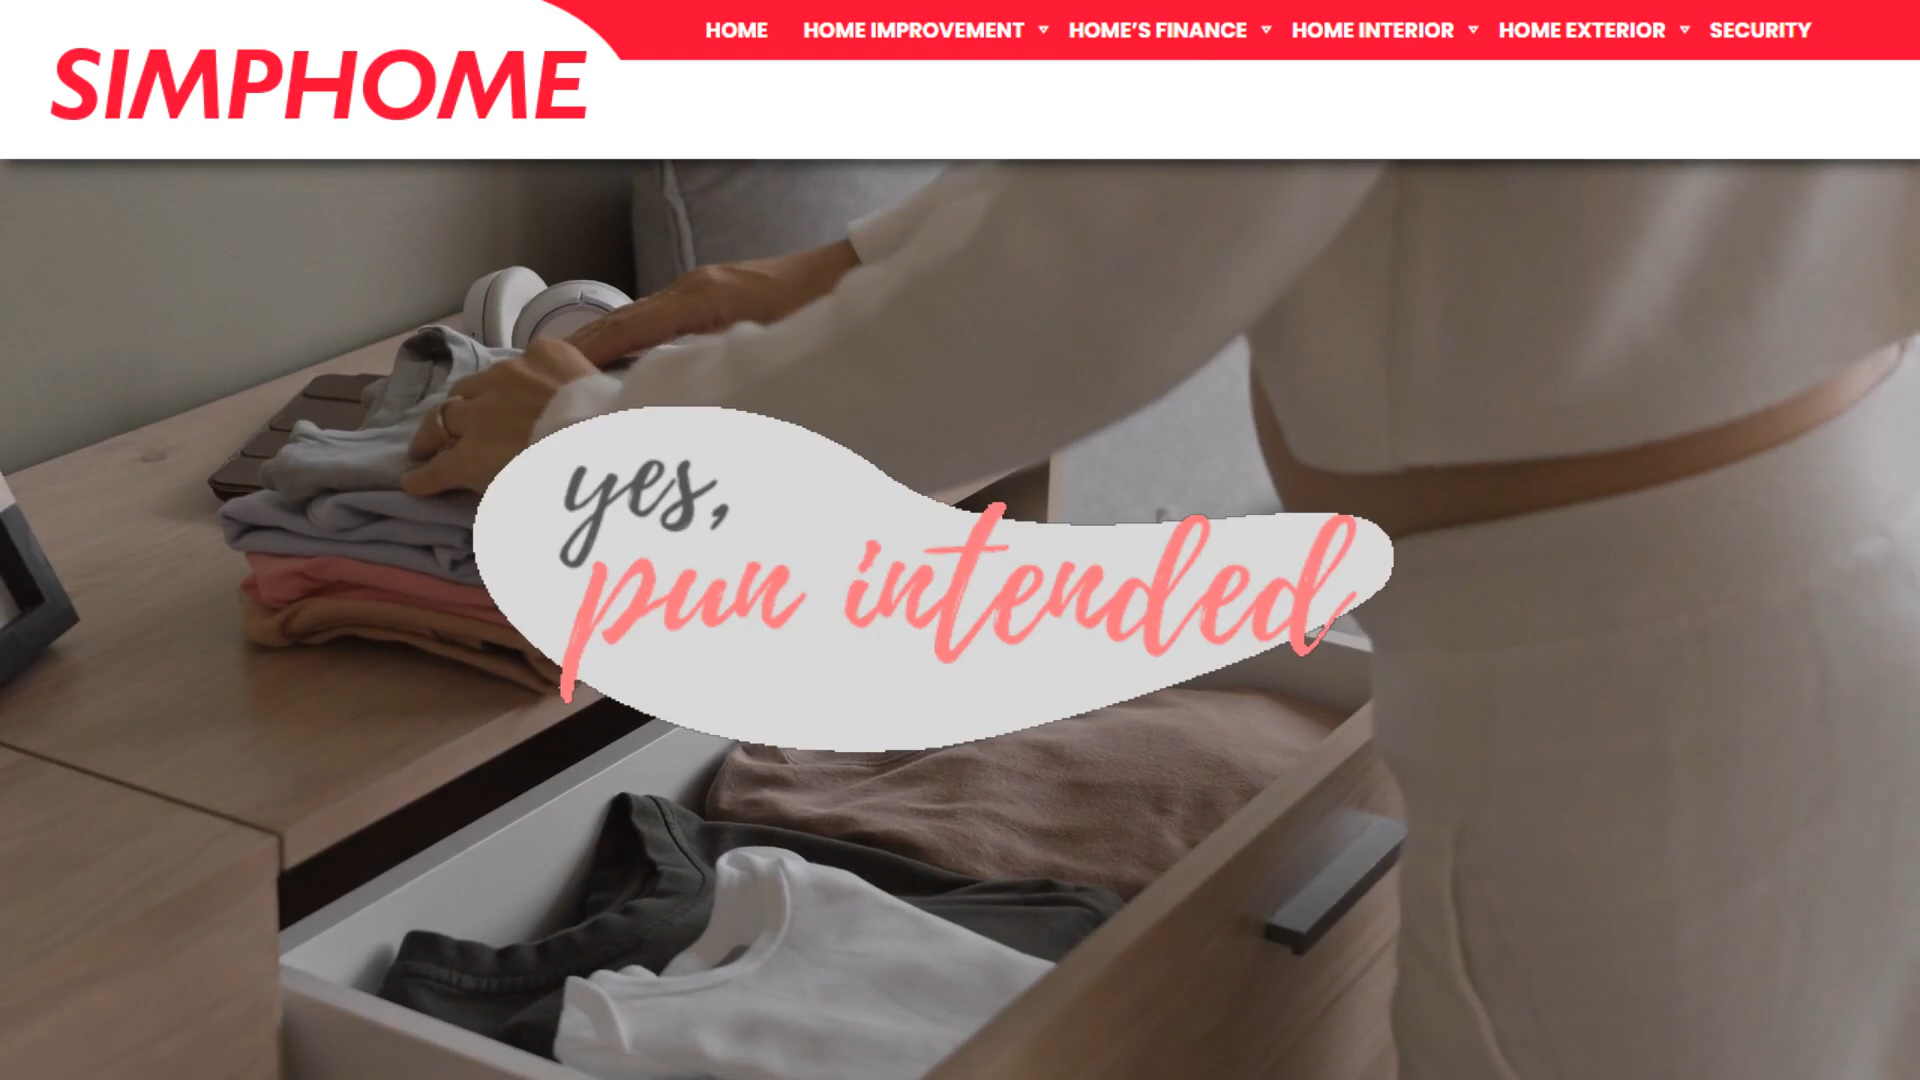 HOME HOME IMPROVEMENT HOME'S FINANCE HOME INTERIOR HOME EXTERIOR SECURITY
SIMPHOME
yes,
pun intended